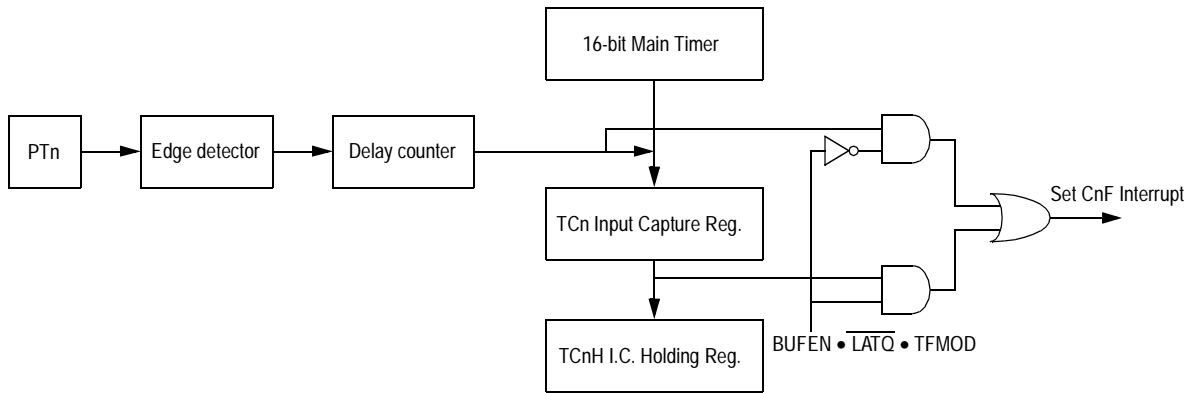 16-bit Main Timer
PTn
Edge detector
Delay counter
TCn Input Capture Reg.
Set CnF Interrupt
TCnH I.C. Holding Reg.
BUFEN • L̅A̅T̅Q̅ • TFMOD